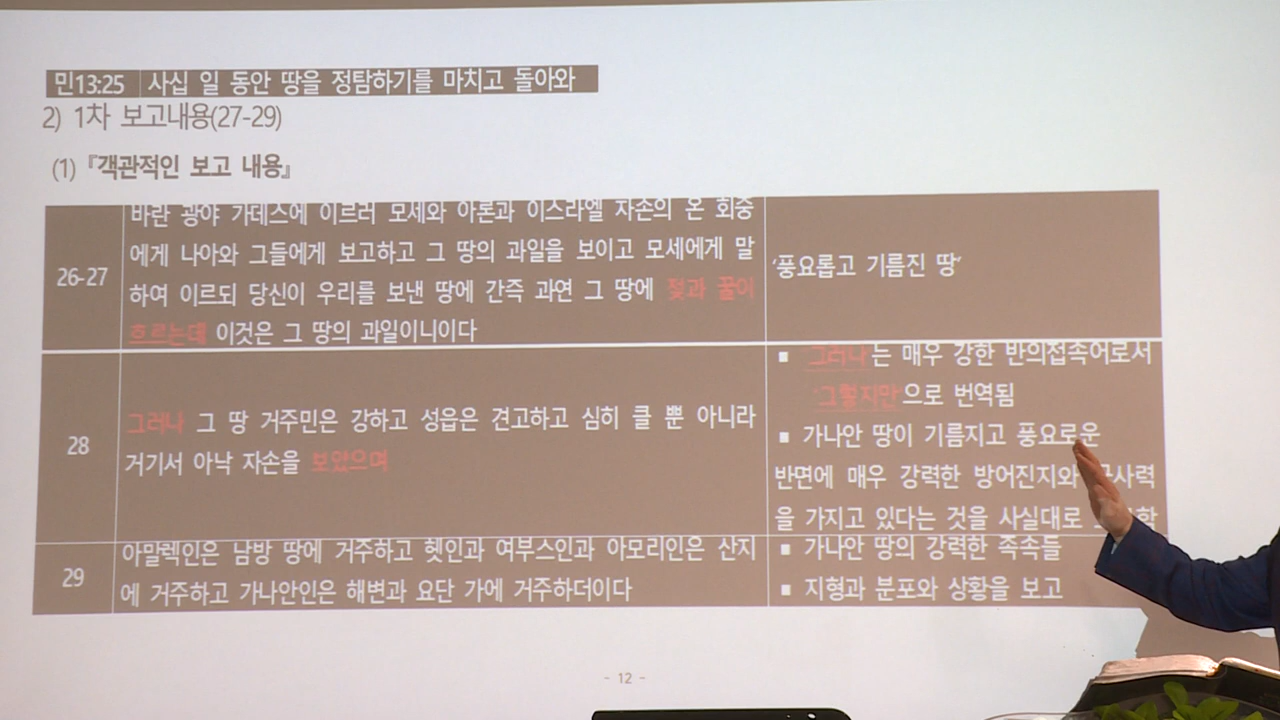 민13:25 사십 일 동안 땅을 정탐하기를 마치고 돌아와
2) 1차 보고내용(27-29)
(1) 『객관적인 보고 내용』
26-27
바란 광야 가데스에 이르러 모세와 아론과 이스라엘 자손의 온 회중
에게 나아와 그들에게 보고하고 그 땅의 과일을 보이고 모세에게 말
하여 이르되 당신이 우리를 보낸 땅에 간즉 과연 그 땅에 젖과 꿀이
흐르는데 이것은 그 땅의 과일이니이다
‘풍요롭고 기름진 땅’
28
그러나 그 땅 거주민은 강하고 성읍은 견고하고 심히 클 뿐 아니라
거기서 아낙 자손을 보았으며
▪ 그러나는 매우 강한 반의접속어로서
‘그렇지만’으로 번역됨
▪ 가나안 땅이 기름지고 풍요로운
반면에 매우 강력한 방어진지와
을 가지고 있다는 것을 사실대로
29
아말렉인은 남방 땅에 거주하고 헷인과 여부스인과 아모리인은 산지
에 거주하고 가나안인은 해변과 요단 가에 거주하더이다
▪ 가나안 땅의 강력한 족속들
▪ 지형과 분포와 상황을 보고
- 12 -